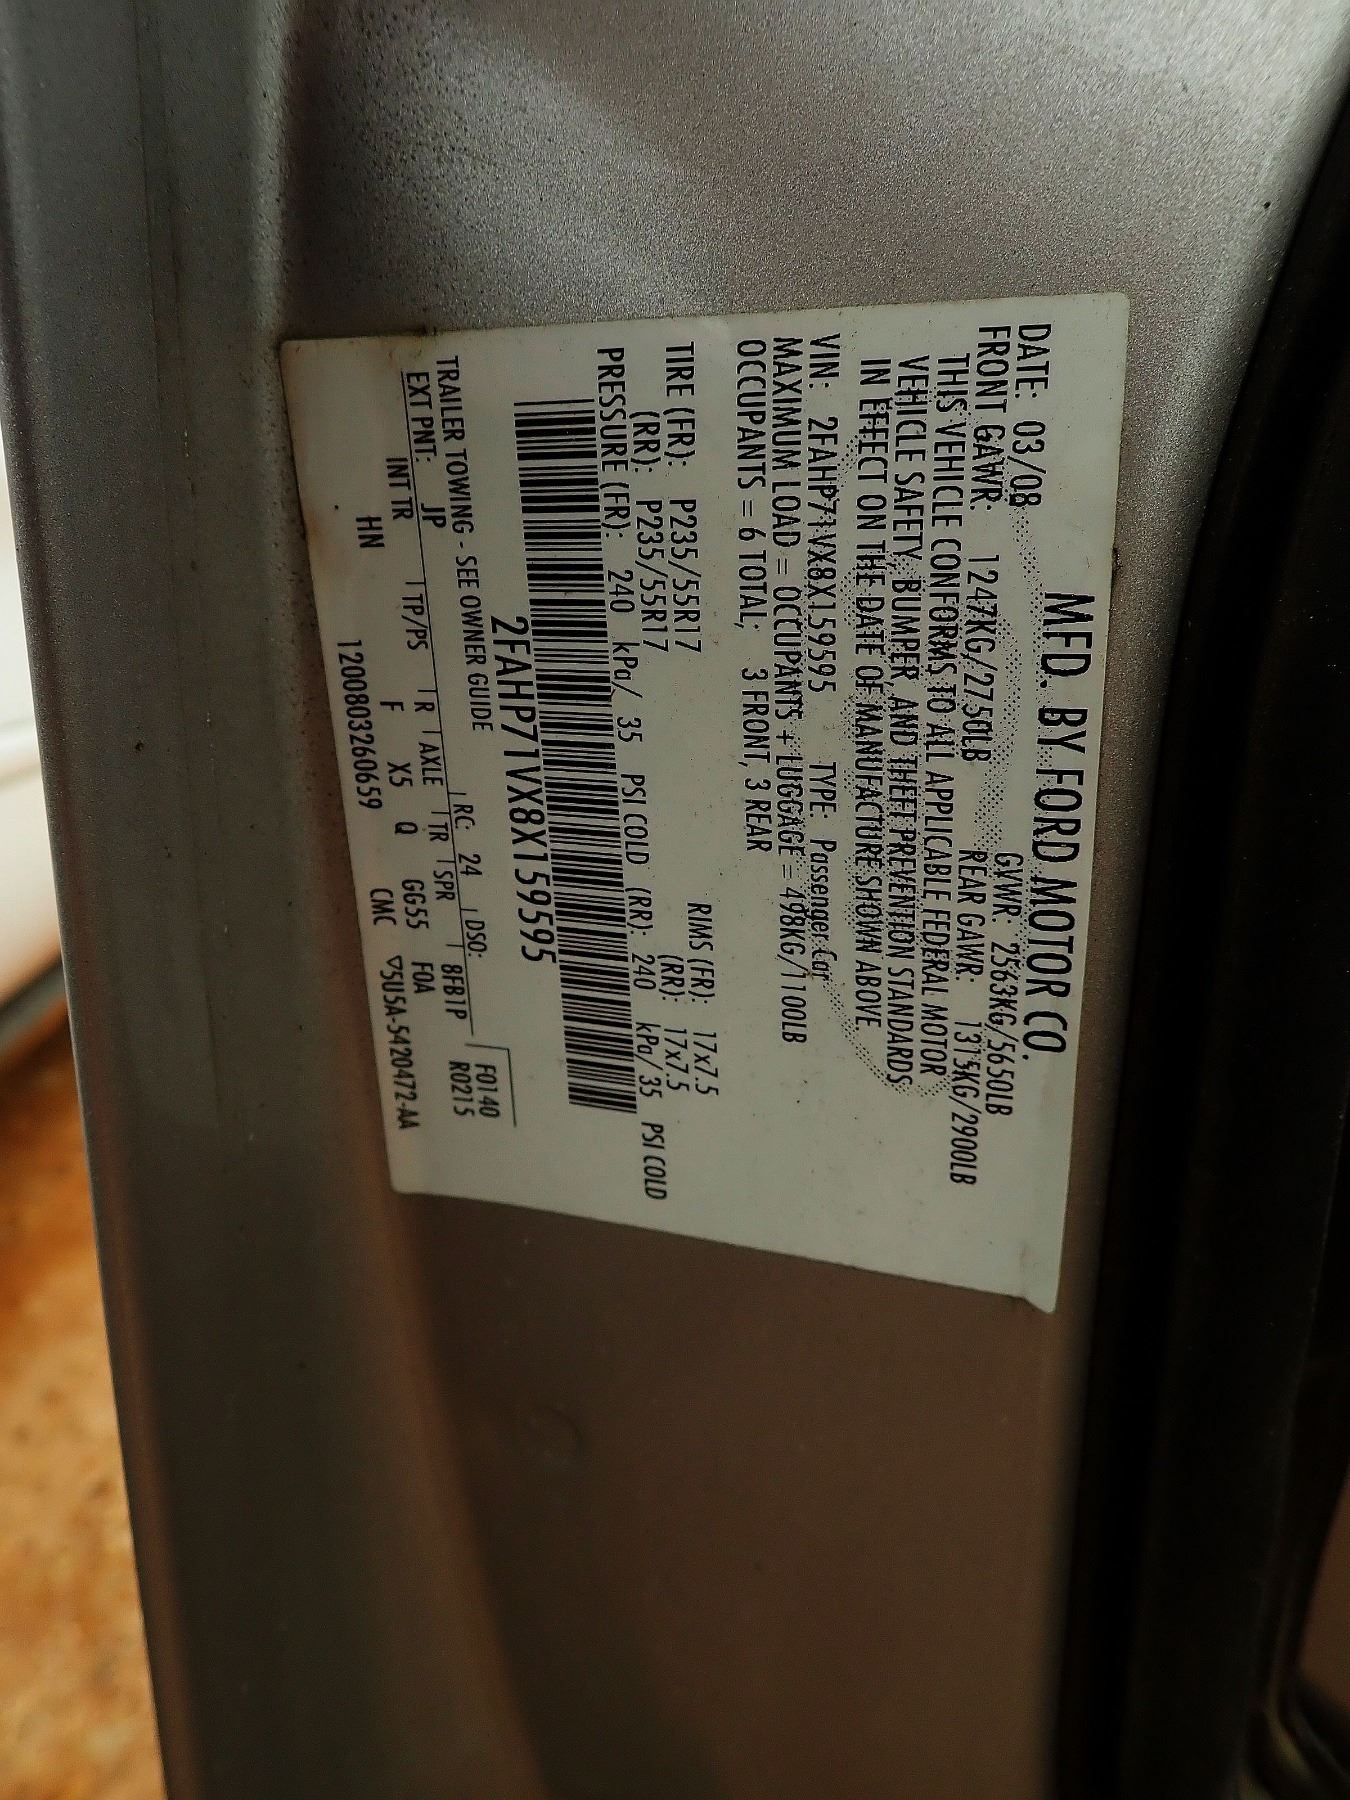 MFD. BY FORD MOTOR CO.
DATE: 03/08 GVWR: 2563KG/5650LB
FRONT GAWR: 1247KG/2750LB REAR GAWR: 1315KG/2900LB
THIS VEHICLE CONFORMS TO ALL APPLICABLE FEDERAL MOTOR
VEHICLE SAFETY, BUMPER, AND THEFT PREVENTION STANDARDS
IN EFFECT ON THE DATE OF MANUFACTURE SHOWN ABOVE.
VIN: 2FAHP71VX8X159595 TYPE: Passenger Car
MAXIMUM LOAD = OCCUPANTS + LUGGAGE = 498KG/1100LB
OCCUPANTS = 6 TOTAL, 3 FRONT, 3 REAR
TIRE (FR): P235/55R17 RIMS (FR): 17x7.5
(RR): P235/55R17 (RR): 17x7.5
PRESSURE (FR): 240 kPa/ 35 PSI COLD (RR): 240 kPa/ 35 PSI COLD
2FAHP71VX8X159595
TRAILER TOWING - SEE OWNER GUIDE F0140
EXT PNT: JP RC: 24 DSO: R0215
INT TR TP/PS R AXLE TR SPR 8FB1P
HN F X5 Q GG55 F0A
1200803260659 CMC ▽5U5A-5420472-AA